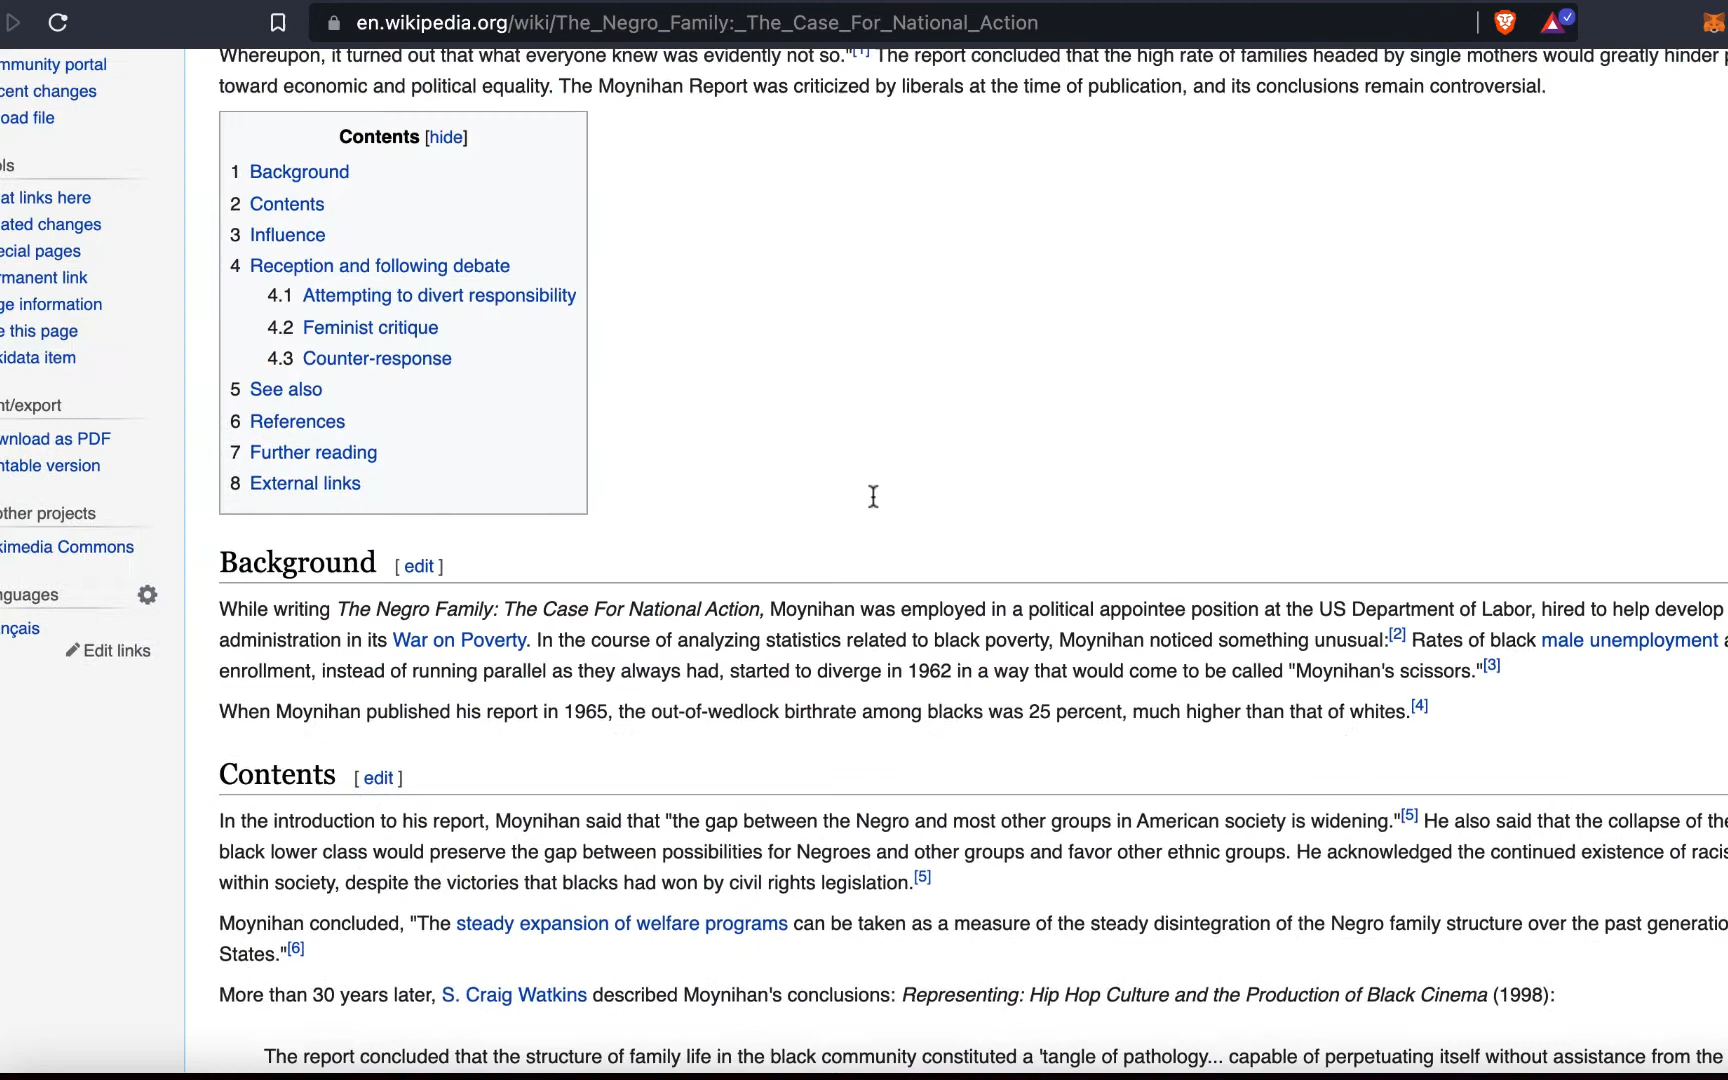 en.wikipedia.org/wiki/The_Negro_Family:_The_Case_For_National_Action
mmunity portal
cent changes
oad file
ls
at links here
ated changes
ecial pages
rmanent link
ge information
e this page
kidata item
nt/export
wnload as PDF
ntable version
other projects
kimedia Commons
nguages
nçais
Edit links
Whereupon, it turned out that what everyone knew was evidently not so."[1] The report concluded that the high rate of families headed by single mothers would greatly hinder p
toward economic and political equality. The Moynihan Report was criticized by liberals at the time of publication, and its conclusions remain controversial.
Contents [hide]
1 Background
2 Contents
3 Influence
4 Reception and following debate
4.1 Attempting to divert responsibility
4.2 Feminist critique
4.3 Counter-response
5 See also
6 References
7 Further reading
8 External links
Background [ edit ]
While writing The Negro Family: The Case For National Action, Moynihan was employed in a political appointee position at the US Department of Labor, hired to help develop
administration in its War on Poverty. In the course of analyzing statistics related to black poverty, Moynihan noticed something unusual:[2] Rates of black male unemployment a
enrollment, instead of running parallel as they always had, started to diverge in 1962 in a way that would come to be called "Moynihan's scissors."[3]
When Moynihan published his report in 1965, the out-of-wedlock birthrate among blacks was 25 percent, much higher than that of whites.[4]
Contents [ edit ]
In the introduction to his report, Moynihan said that "the gap between the Negro and most other groups in American society is widening."[5] He also said that the collapse of the
black lower class would preserve the gap between possibilities for Negroes and other groups and favor other ethnic groups. He acknowledged the continued existence of racis
within society, despite the victories that blacks had won by civil rights legislation.[5]
Moynihan concluded, "The steady expansion of welfare programs can be taken as a measure of the steady disintegration of the Negro family structure over the past generatio
States."[6]
More than 30 years later, S. Craig Watkins described Moynihan's conclusions: Representing: Hip Hop Culture and the Production of Black Cinema (1998):
The report concluded that the structure of family life in the black community constituted a 'tangle of pathology... capable of perpetuating itself without assistance from the